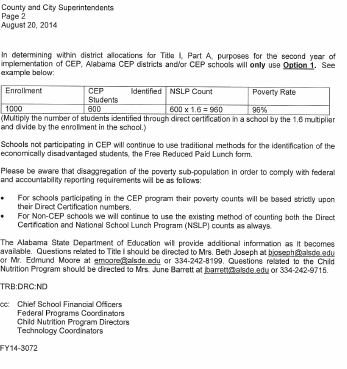 County and City Superintendents
Page 2
August 20, 2014
In determining within district allocations for Title I, Part A, purposes for the second year of
implementation of CEP, Alabama CEP districts and/or CEP schools will only use Option 1. See
example below:
Enrollment CEP Identified Students NSLP Count Poverty Rate
1000 600 600 x 1.6 = 960 96%
(Multiply the number of students identified through direct certification in a school by the 1.6 multiplier
and divide by the enrollment in the school.)
Schools not participating in CEP will continue to use traditional methods for the identification of the
economically disadvantaged students, the Free Reduced Paid Lunch form.
Please be aware that disaggregation of the poverty sub-population in order to comply with federal
and accountability reporting requirements will be as follows:
• For schools participating in the CEP program their poverty counts will be based strictly upon
their Direct Certification numbers.
• For Non-CEP schools we will continue to use the existing method of counting both the Direct
Certification and National School Lunch Program (NSLP) counts as always.
The Alabama State Department of Education will provide additional information as it becomes
available. Questions related to Title I should be directed to Mrs. Beth Joseph at bjoseph@alsde.edu
or Mr. Edmund Moore at emoore@alsde.edu or 334-242-8199. Questions related to the Child
Nutrition Program should be directed to Mrs. June Barrett at jbarrett@alsde.edu or 334-242-9715.
TRB:DRC:ND
cc: Chief School Financial Officers
Federal Programs Coordinators
Child Nutrition Program Directors
Technology Coordinators
FY14-3072